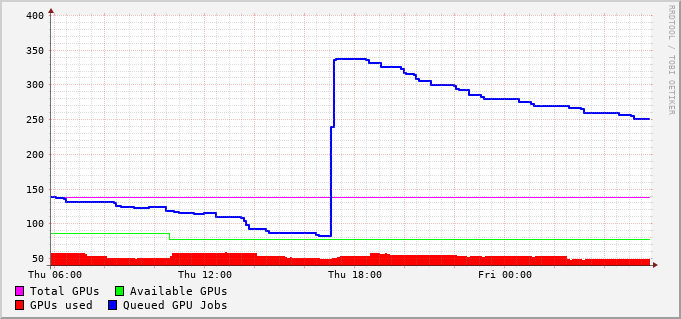 400
350
300
250
200
150
100
50
Thu 06:00 Thu 12:00 Thu 18:00 Fri 00:00
Total GPUs Available GPUs
GPUs used Queued GPU Jobs
RRDTOOL / TOBI OETIKER